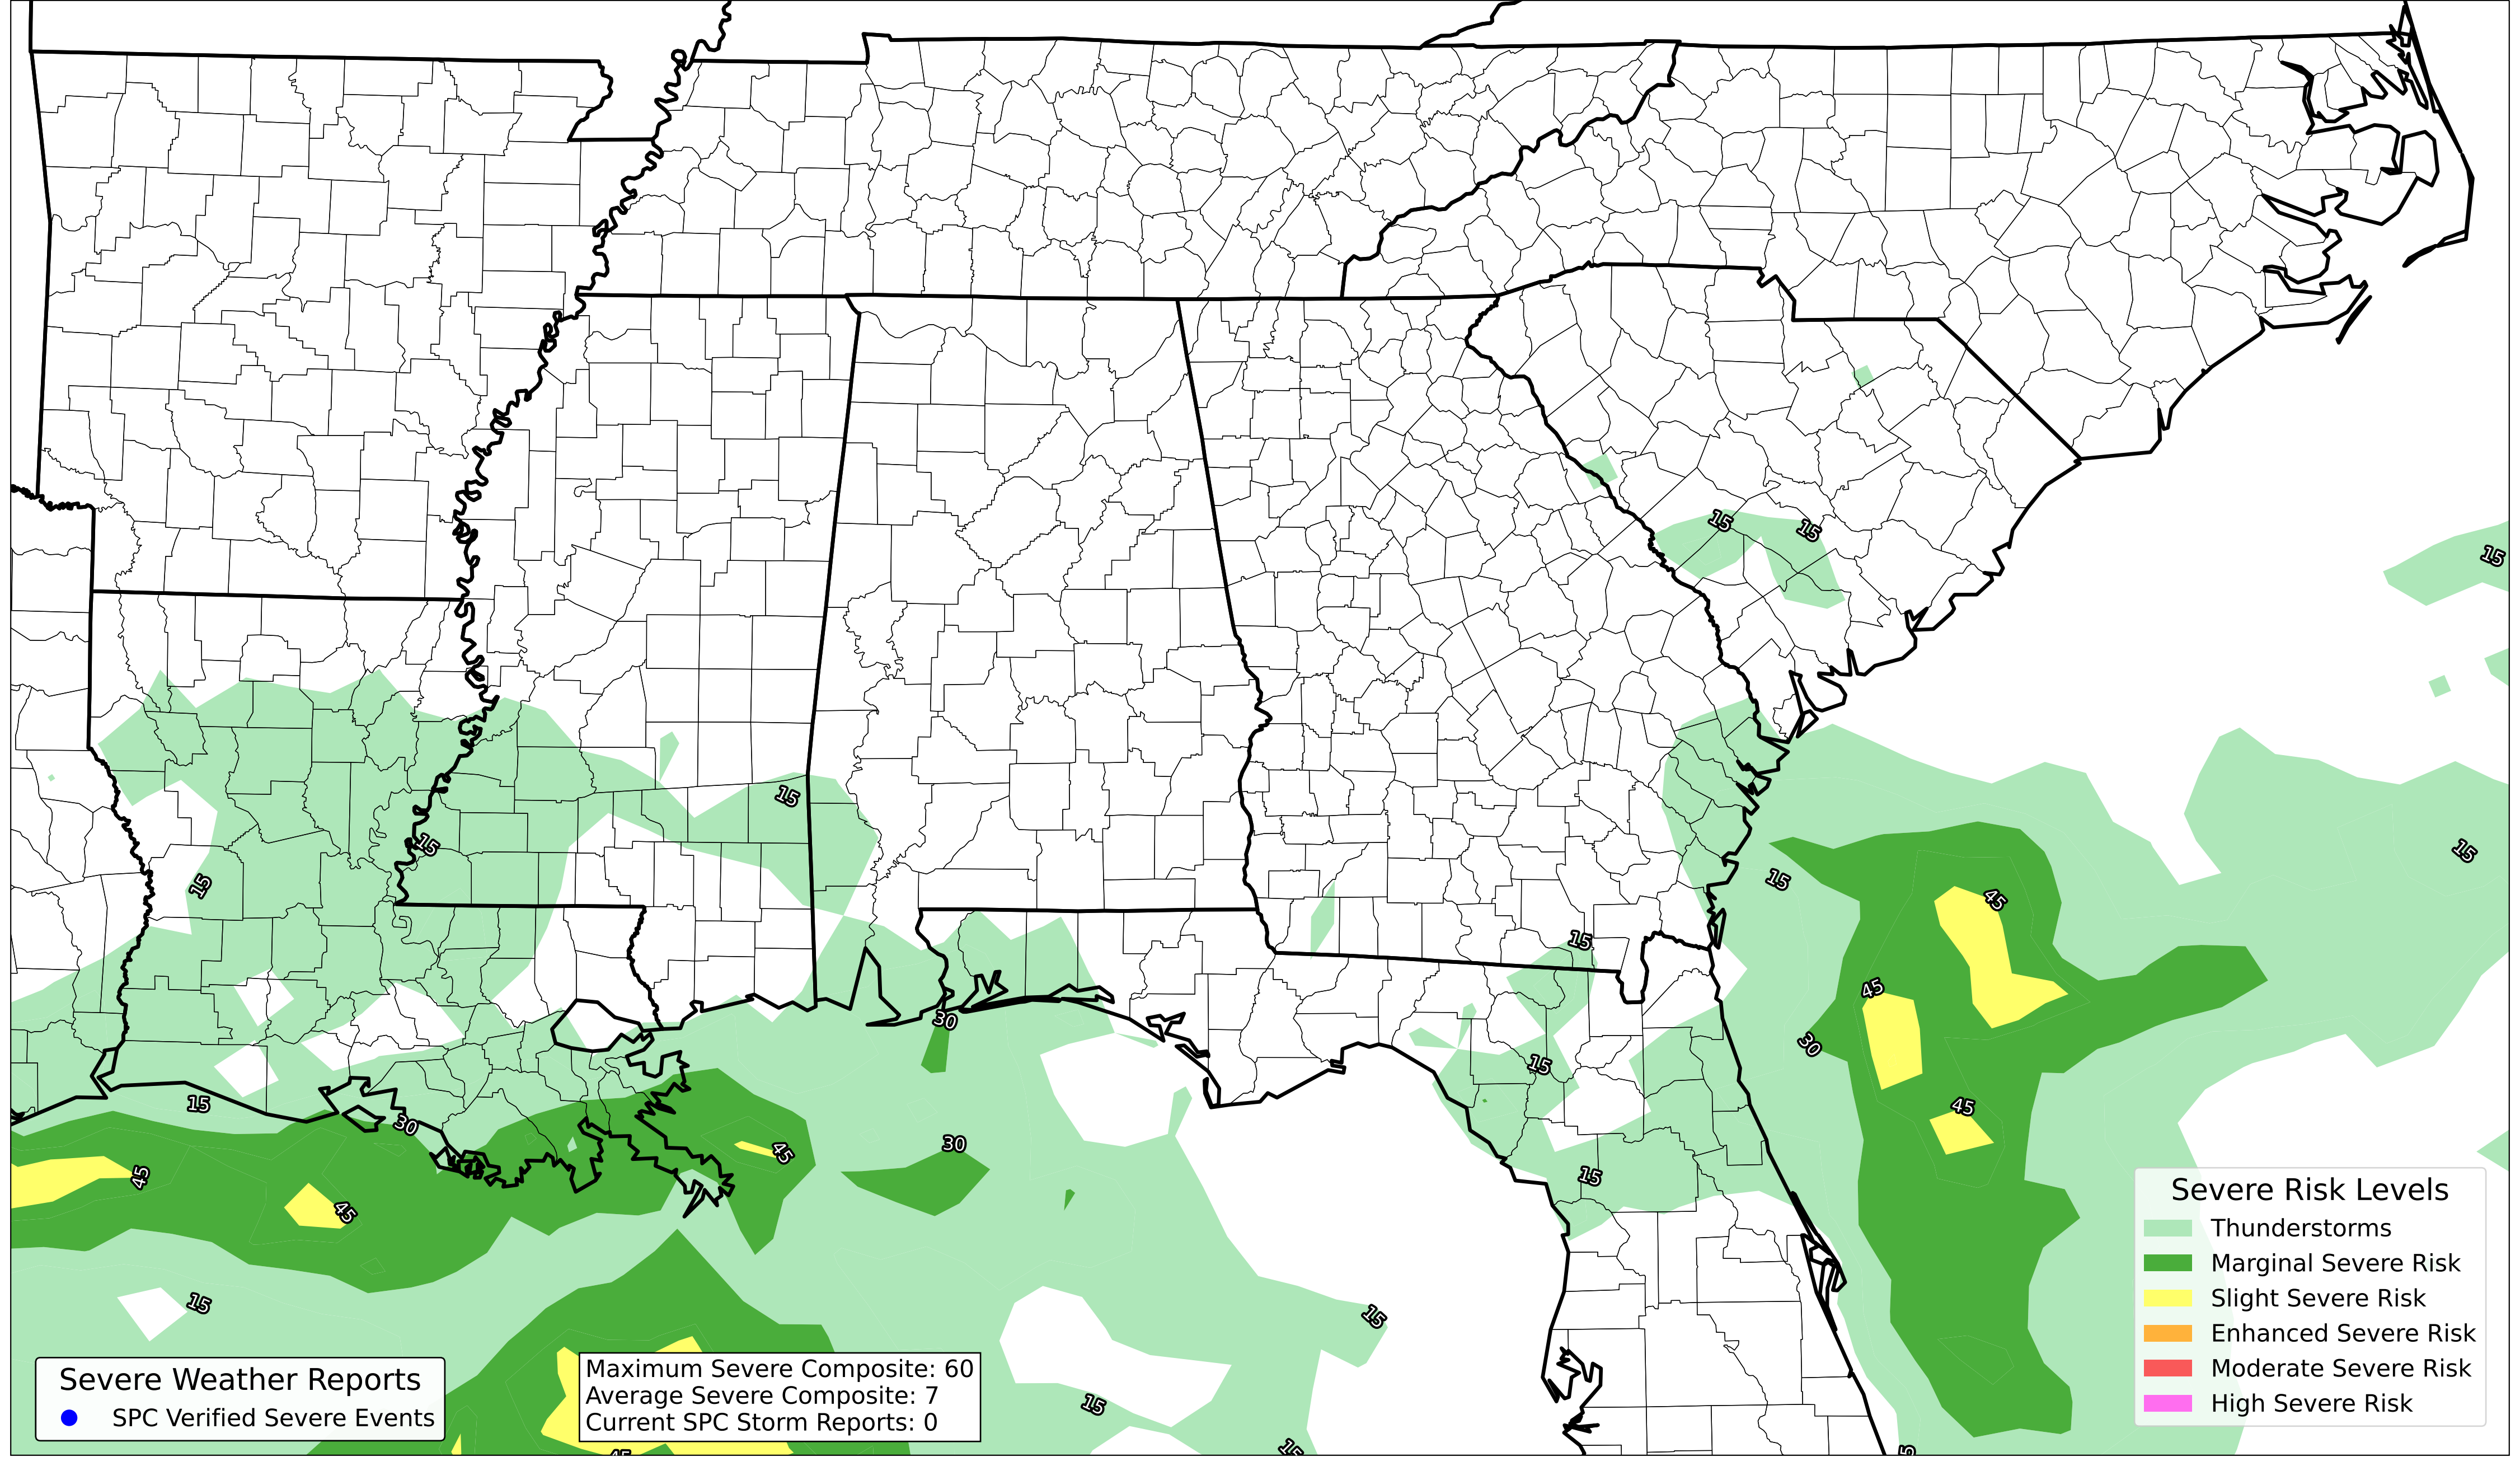 15
15
15
15
15
15
45
15
15
15
45
30
30
15
45
15
30
30
45
45
15
45
15
15
15
45
15
15
Severe Risk Levels
Thunderstorms
Marginal Severe Risk
Slight Severe Risk
Enhanced Severe Risk
Moderate Severe Risk
High Severe Risk
Severe Weather Reports
SPC Verified Severe Events
Maximum Severe Composite: 60
Average Severe Composite: 7
Current SPC Storm Reports: 0